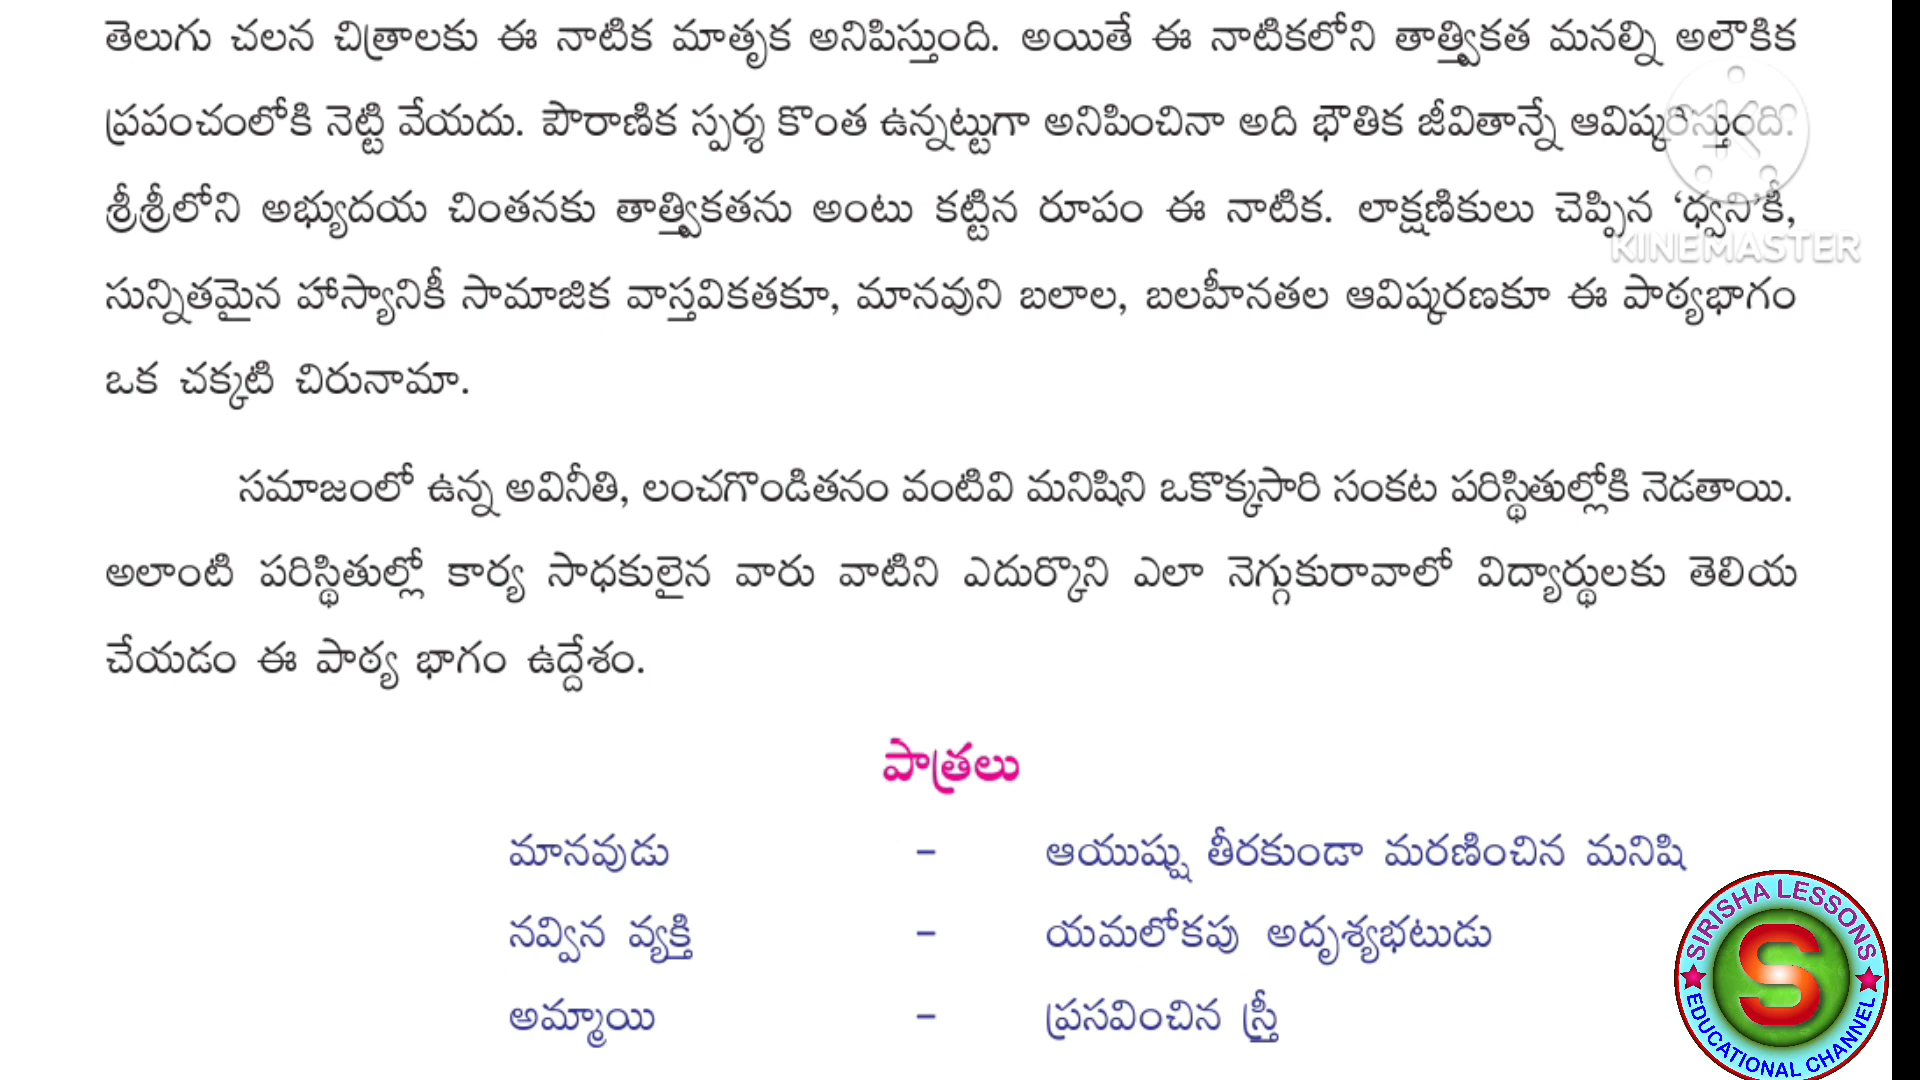 తెలుగు చలన చిత్రాలకు ఈ నాటిక మాతృక అనిపిస్తుంది. అయితే ఈ నాటికలోని తాత్త్వికత మనల్ని అలౌకిక
ప్రపంచంలోకి నెట్టి వేయదు. పౌరాణిక స్పర్శ కొంత ఉన్నట్టుగా అనిపించినా అది భౌతిక జీవితాన్నే ఆవిష్కరిస్తుంది.
శ్రీశ్రీలోని అభ్యుదయ చింతనకు తాత్త్వికతను అంటు కట్టిన రూపం ఈ నాటిక. లాక్షణికులు చెప్పిన ‘ధ్వని’కీ,
KINEMASTER
సున్నితమైన హాస్యానికీ సామాజిక వాస్తవికతకూ, మానవుని బలాల, బలహీనతల ఆవిష్కరణకూ ఈ పాఠ్యభాగం
ఒక చక్కటి చిరునామా.
సమాజంలో ఉన్న అవినీతి, లంచగొండితనం వంటివి మనిషిని ఒకొక్కసారి సంకట పరిస్థితుల్లోకి నెడతాయి.
అలాంటి పరిస్థితుల్లో కార్య సాధకులైన వారు వాటిని ఎదుర్కొని ఎలా నెగ్గుకురావాలో విద్యార్థులకు తెలియ
చేయడం ఈ పాఠ్య భాగం ఉద్దేశం.
పాత్రలు
మానవుడు – ఆయుష్షు తీరకుండా మరణించిన మనిషి
నవ్విన వ్యక్తి – యమలోకపు అదృశ్యభటుడు
అమ్మాయి – ప్రసవించిన స్త్రీ
SIRISHA LESSONS
S
EDUCATIONAL CHANNEL